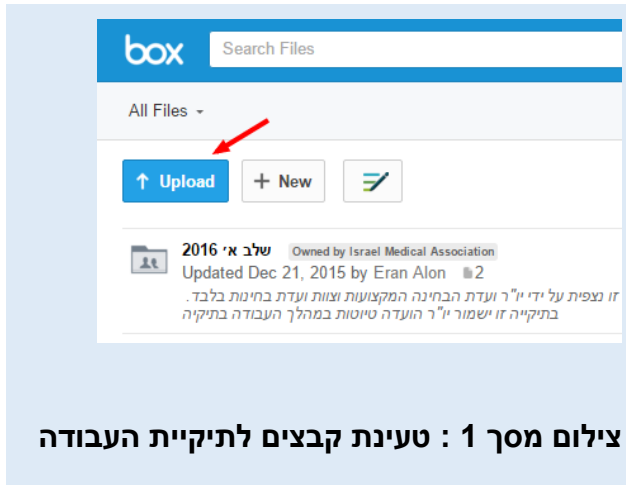 box Search Files
All Files
Upload + New
שלב א' 2016 Owned by Israel Medical Association
Updated Dec 21, 2015 by Eran Alon 2
זו נצפית על ידי יו"ר ועדת הבחינה המקצועות וצוות ועדת בחינות בלבד.
בתיקייה זו ישמור יו"ר הועדה טיוטות במהלך העבודה בתיקיה
צילום מסך 1 : טעינת קבצים לתיקיית העבודה